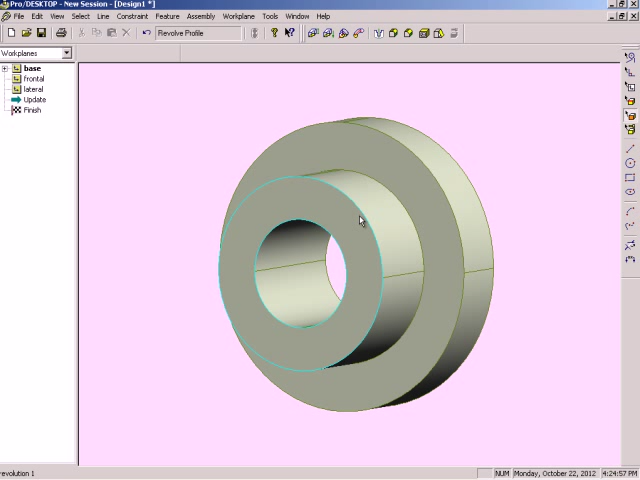 Pro/DESKTOP - New Session - [Design1 *]
File Edit View Select Line Constraint Feature Assembly Workplane Tools Window Help
Revolve Profile
Workplanes
base
frontal
lateral
Update
Finish
revolution 1
NUM Monday, October 22, 2012 4:24:57 PM